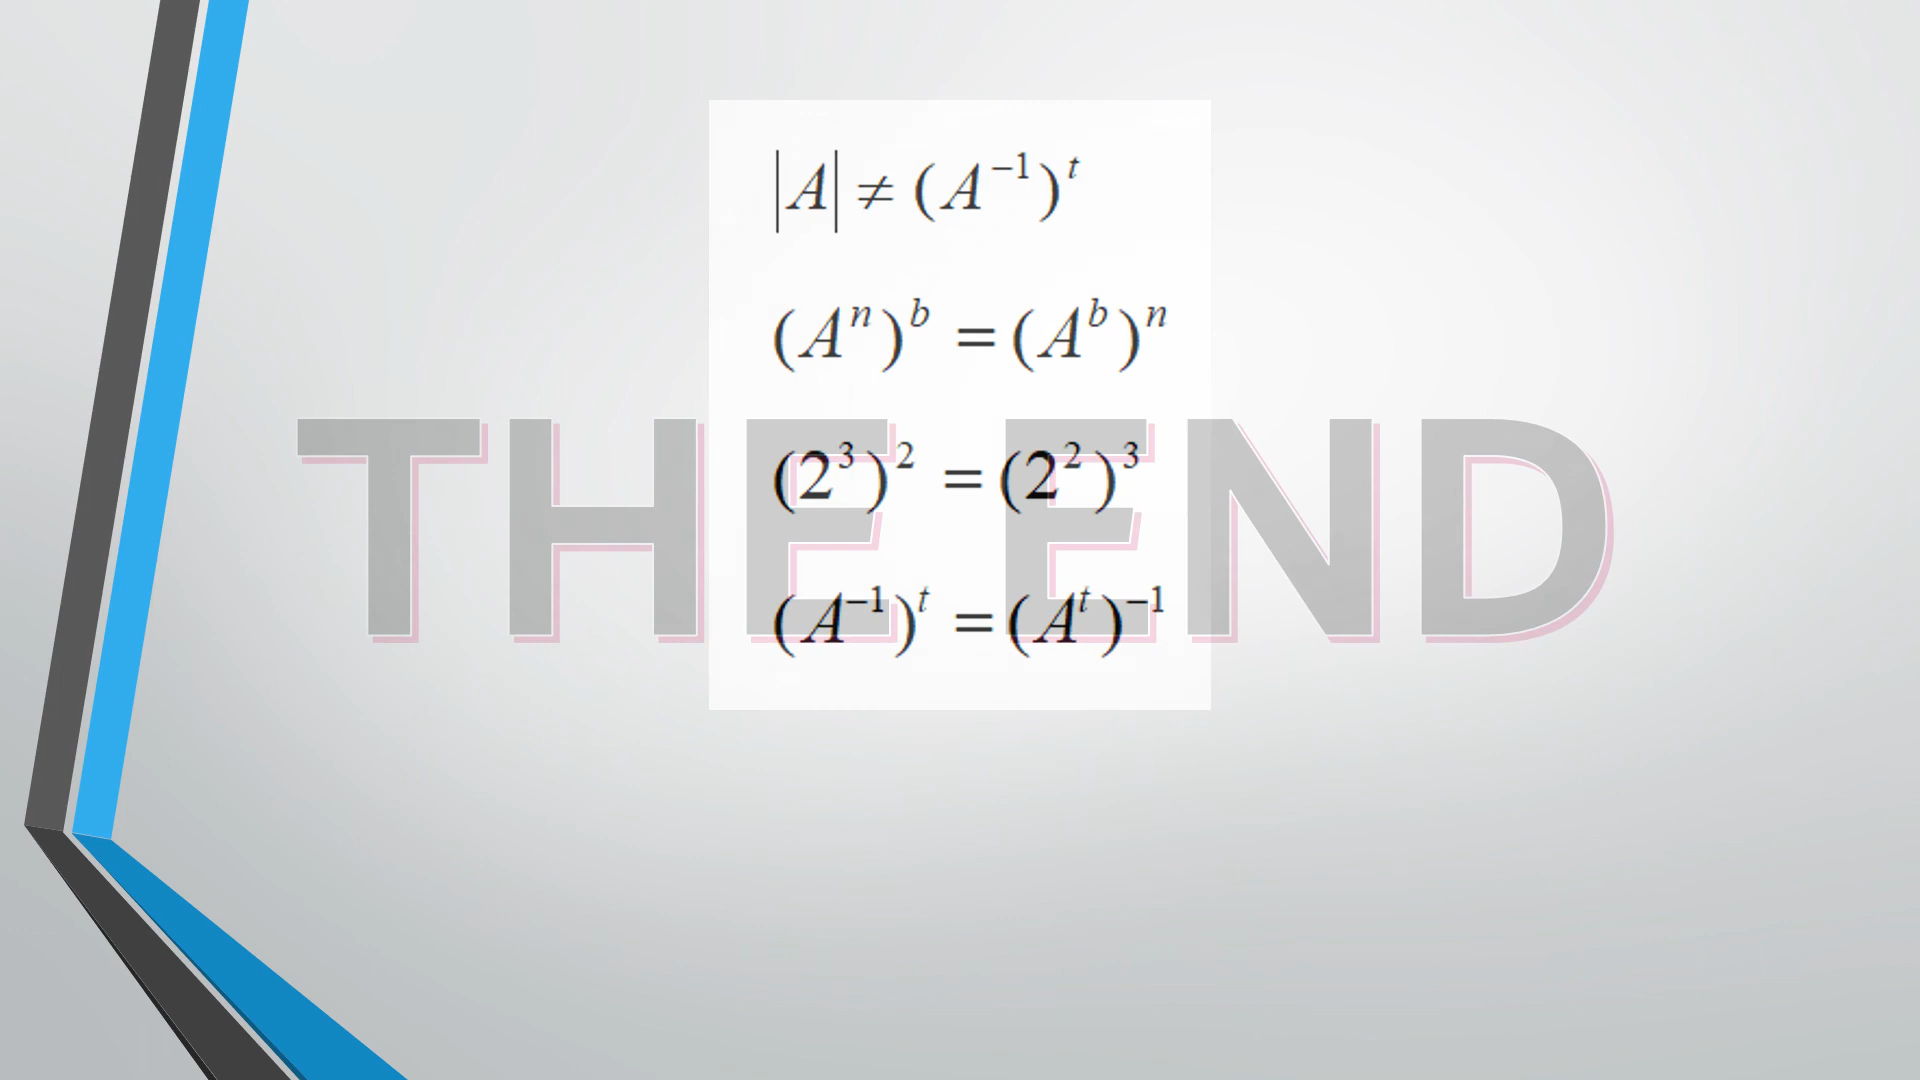 |A| ≠ (A⁻¹)ᵗ
(Aⁿ)ᵇ = (Aᵇ)ⁿ
(2³)² = (2²)³
THE END
(A⁻¹)ᵗ = (Aᵗ)⁻¹